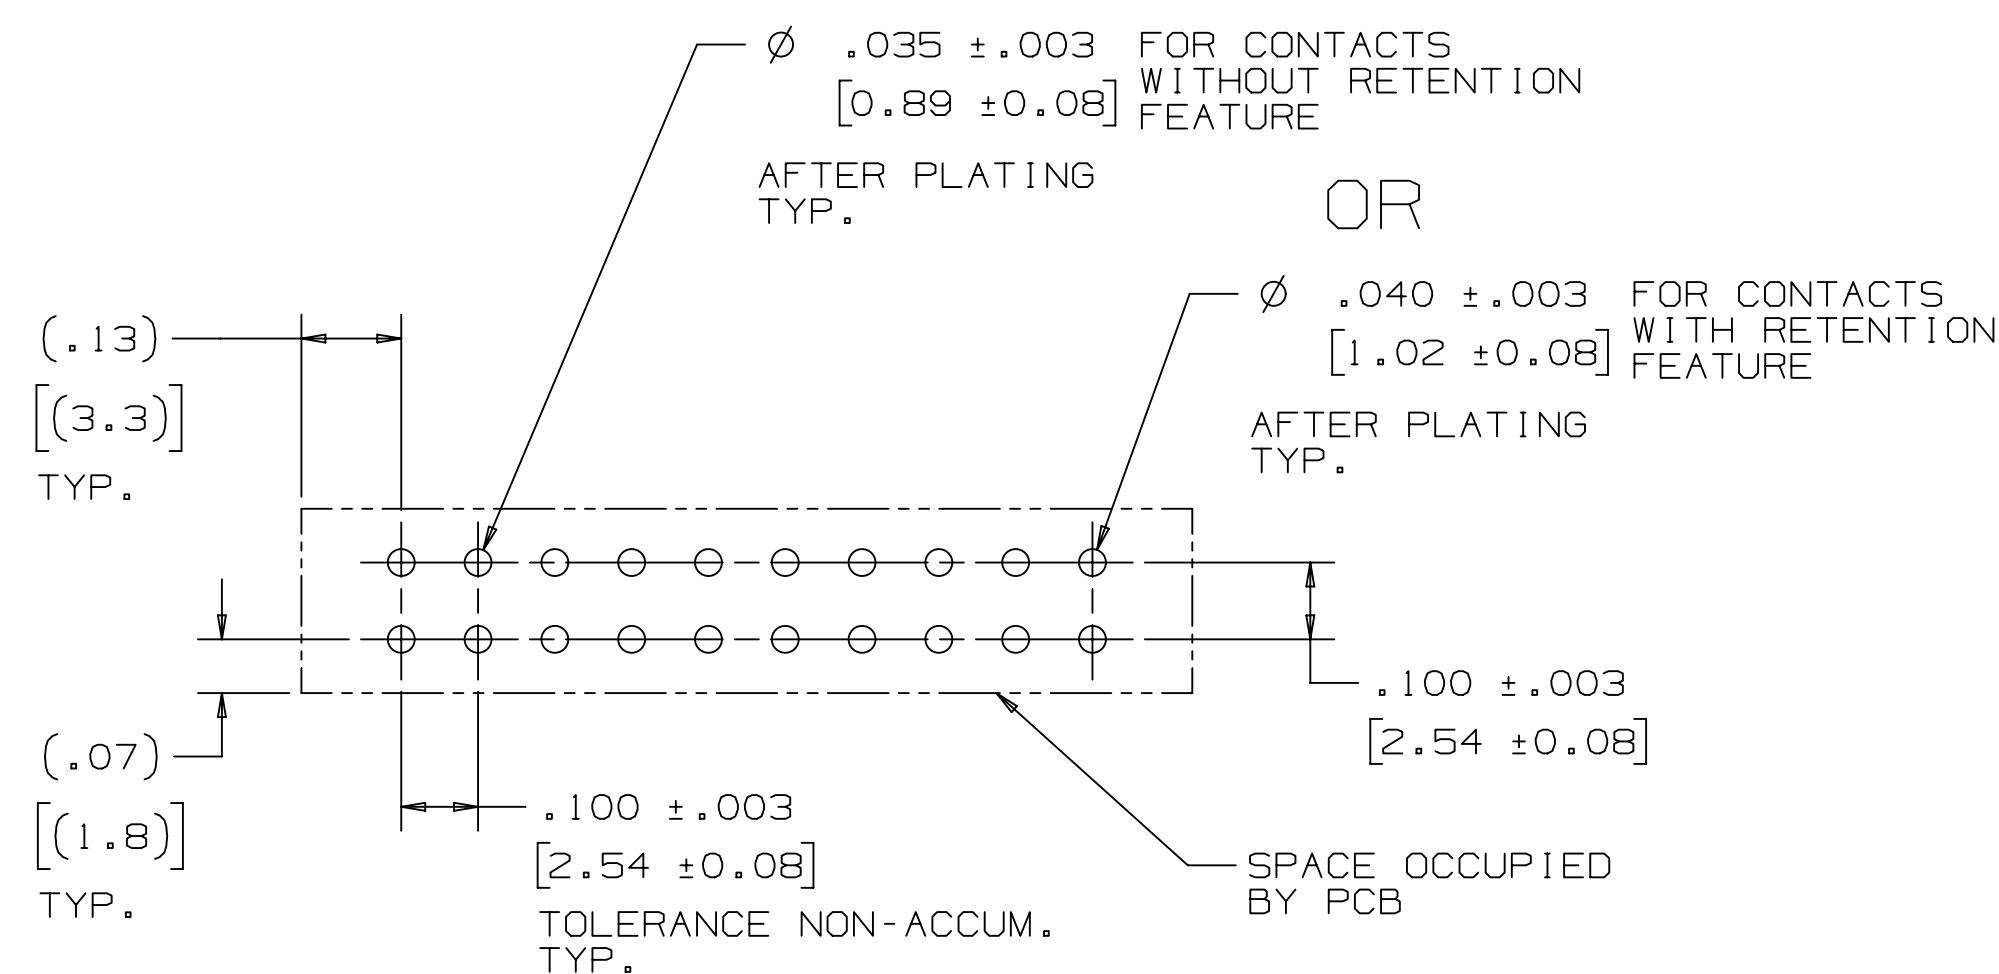 Ø .035 ±.003 FOR CONTACTS
WITHOUT RETENTION
[0.89 ±0.08] FEATURE
AFTER PLATING
TYP.
OR
Ø .040 ±.003 FOR CONTACTS
WITH RETENTION
[1.02 ±0.08] FEATURE
AFTER PLATING
TYP.
(.13)
[(3.3)]
TYP.
(.07)
[(1.8)]
TYP.
.100 ±.003
[2.54 ±0.08]
TOLERANCE NON-ACCUM.
TYP.
.100 ±.003
[2.54 ±0.08]
SPACE OCCUPIED
BY PCB